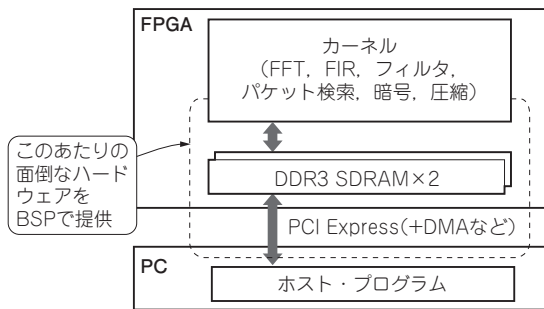 FPGA
カーネル
(FFT，FIR，フィルタ，
パケット検索，暗号，圧縮)
このあたりの
面倒なハード
ウェアを
BSPで提供
DDR3 SDRAM×2
PCI Express(+DMAなど)
PC
ホスト・プログラム